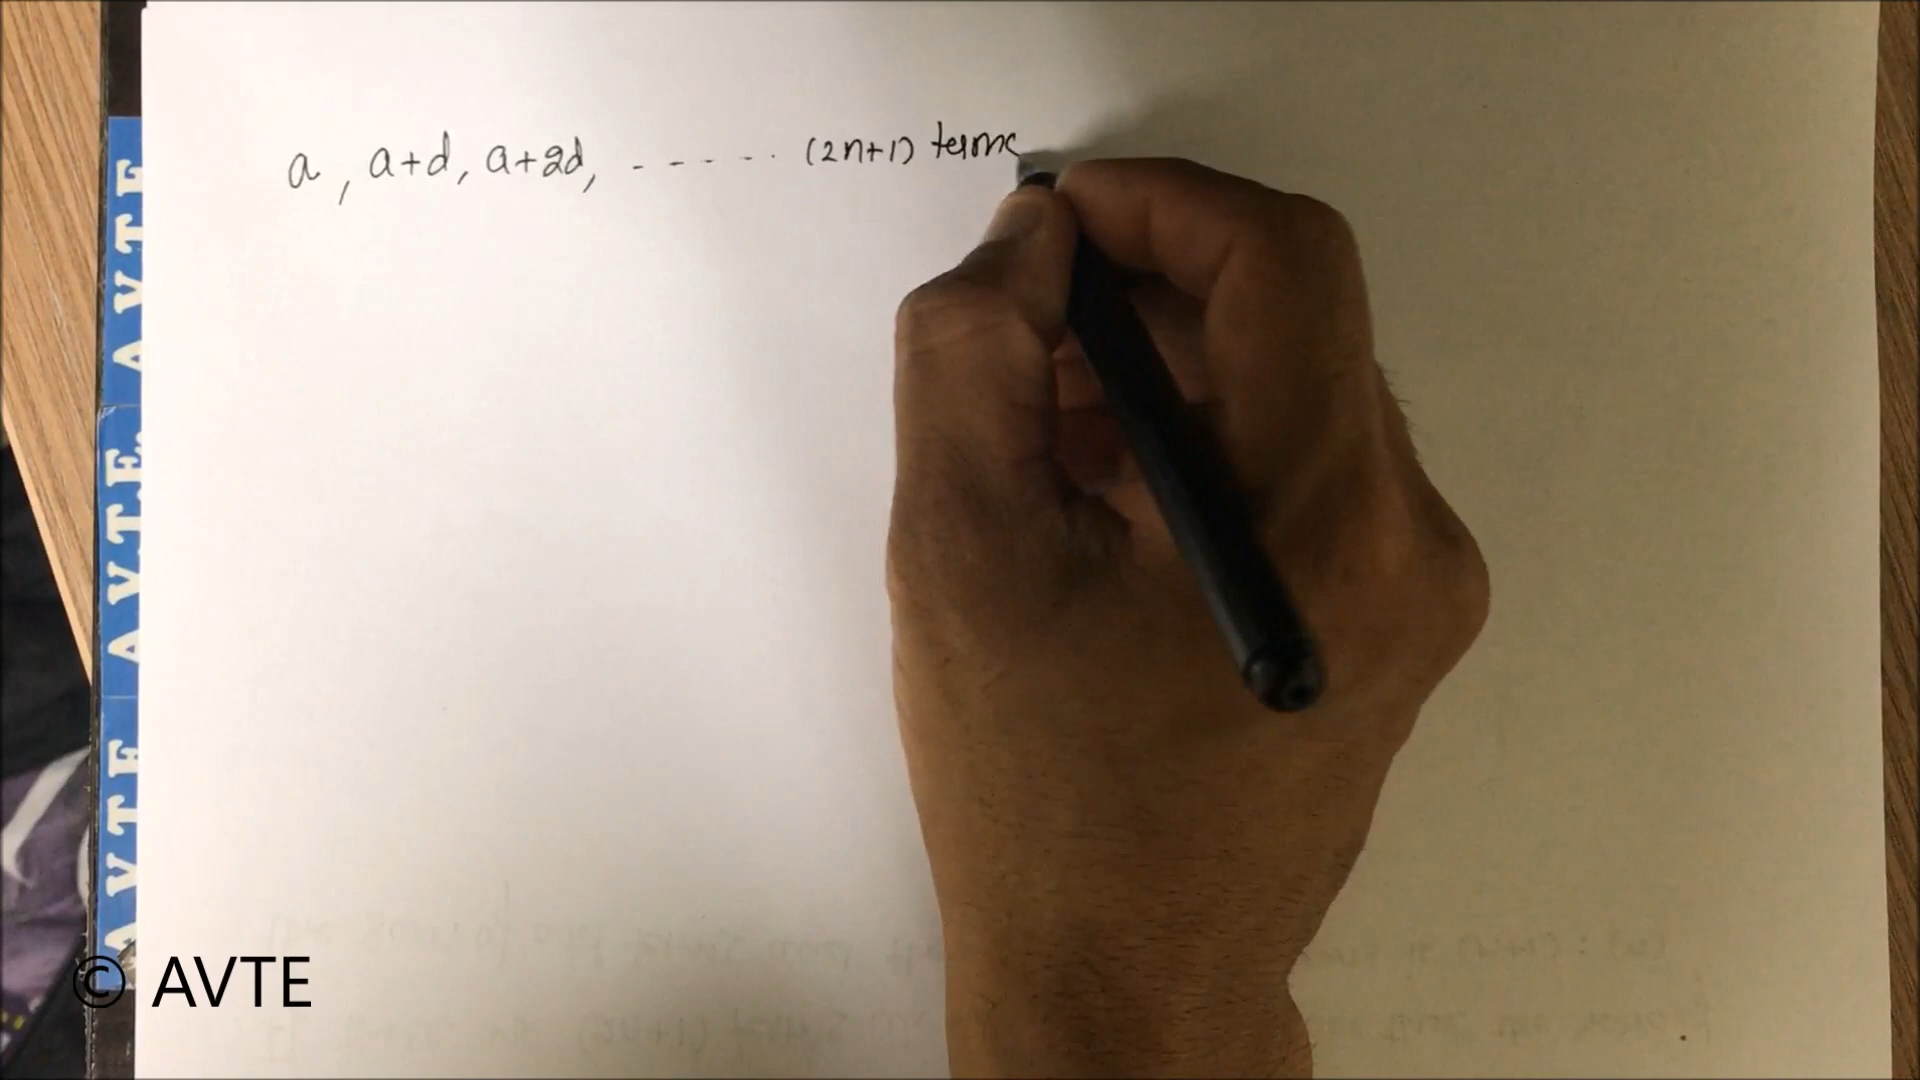 a, a+d, a+2d, - - - - - · (2n+1) terms
AVTE
AVTE
AVTE
© AVTE